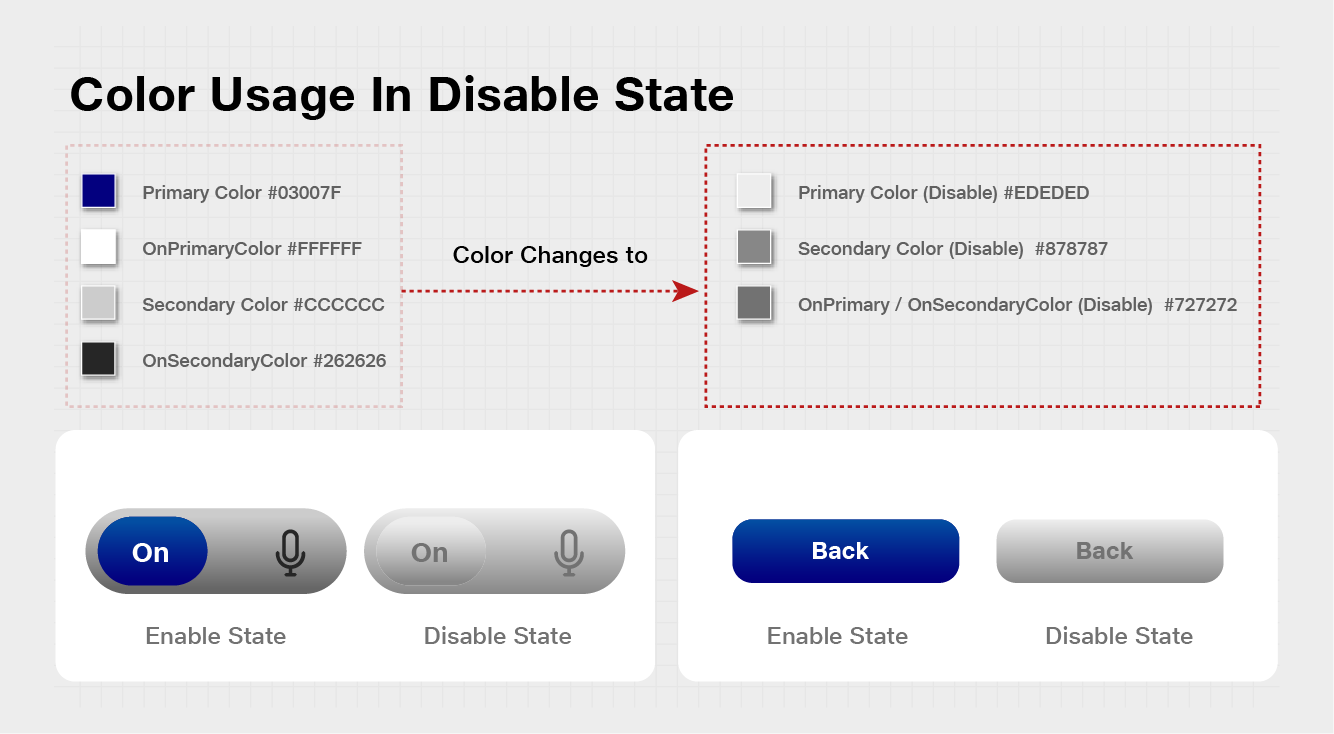 Color Usage In Disable State
Primary Color #03007F
OnPrimaryColor #FFFFFF
Secondary Color #CCCCCC
OnSecondaryColor #262626
Color Changes to
Primary Color (Disable) #EDEDED
Secondary Color (Disable)  #878787
OnPrimary / OnSecondaryColor (Disable)  #727272
On
On
Enable State
Disable State
Back
Back
Enable State
Disable State